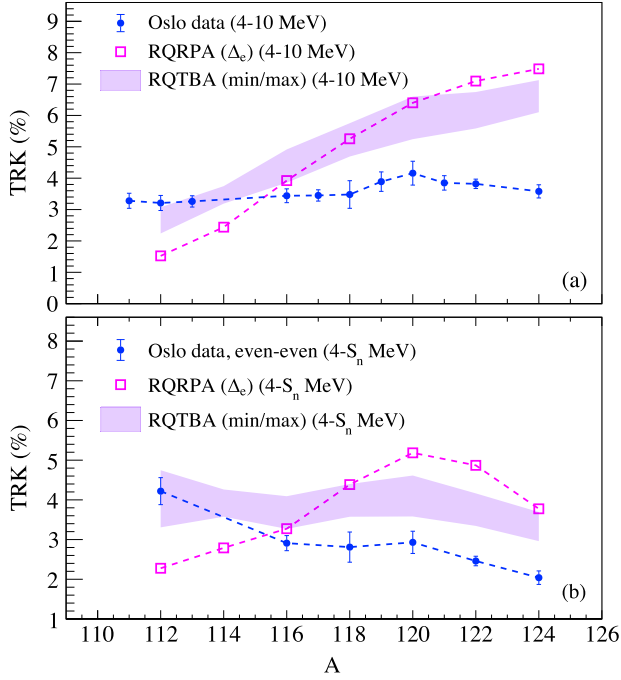 9
8
7
6
5
4
3
2
1
0
TRK (%)
Oslo data (4-10 MeV)
RQRPA (Δe) (4-10 MeV)
RQTBA (min/max) (4-10 MeV)
(a)
8
7
6
5
4
3
2
1
TRK (%)
Oslo data, even-even (4-Sn MeV)
RQRPA (Δe) (4-Sn MeV)
RQTBA (min/max) (4-Sn MeV)
(b)
110 112 114 116 118 120 122 124 126
A